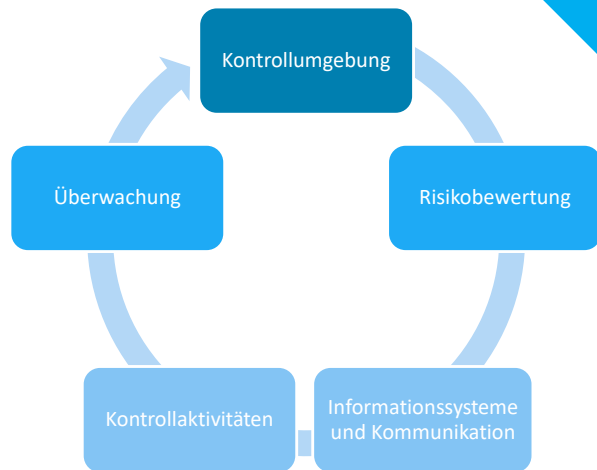 Kontrollumgebung
Risikobewertung
Informationssysteme
und Kommunikation
Kontrollaktivitäten
Überwachung